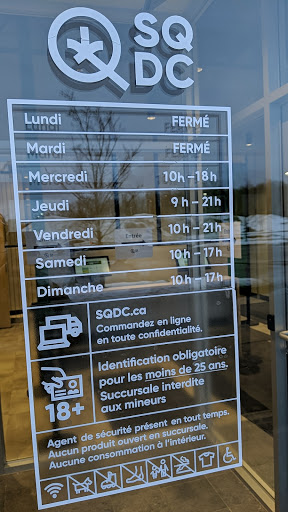 SQ
DC
Lundi FERMÉ
Mardi FERMÉ
Mercredi 10h – 18h
Jeudi 9h – 21h
Vendredi 10h – 21h
Samedi 10h – 17h
Dimanche 10h – 17h
SQDC.ca
Commandez en ligne
en toute confidentialité.
Identification obligatoire
pour les moins de 25 ans.
Succursale interdite
aux mineurs
18+
Agent de sécurité présent en tout temps.
Aucun produit ouvert en succursale.
Aucune consommation à l'intérieur.
Entrée